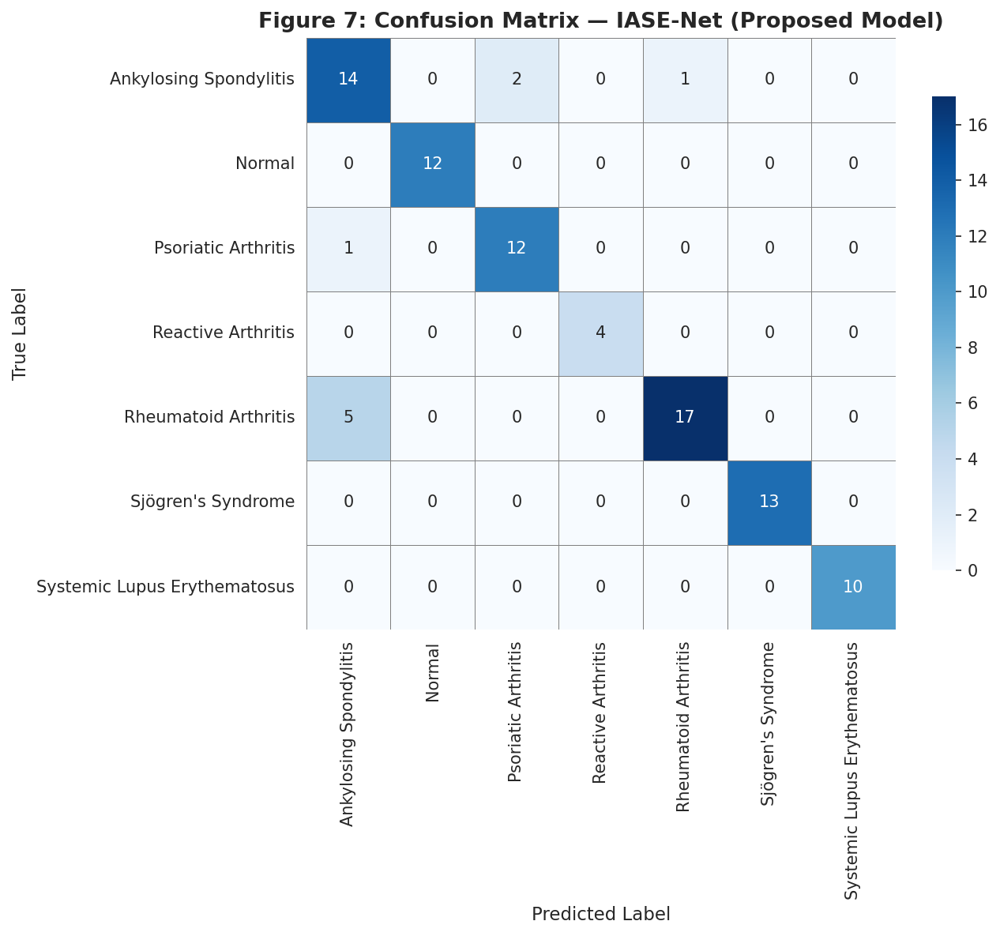 Figure 7: Confusion Matrix — IASE-Net (Proposed Model)
Ankylosing Spondylitis 14 0 2 0 1 0 0
Normal 0 12 0 0 0 0 0
Psoriatic Arthritis 1 0 12 0 0 0 0
Reactive Arthritis 0 0 0 4 0 0 0
Rheumatoid Arthritis 5 0 0 0 17 0 0
Sjögren's Syndrome 0 0 0 0 0 13 0
Systemic Lupus Erythematosus 0 0 0 0 0 0 10
True Label
16
14
12
10
8
6
4
2
0
Ankylosing Spondylitis
Normal
Psoriatic Arthritis
Reactive Arthritis
Rheumatoid Arthritis
Sjögren's Syndrome
Systemic Lupus Erythematosus
Predicted Label